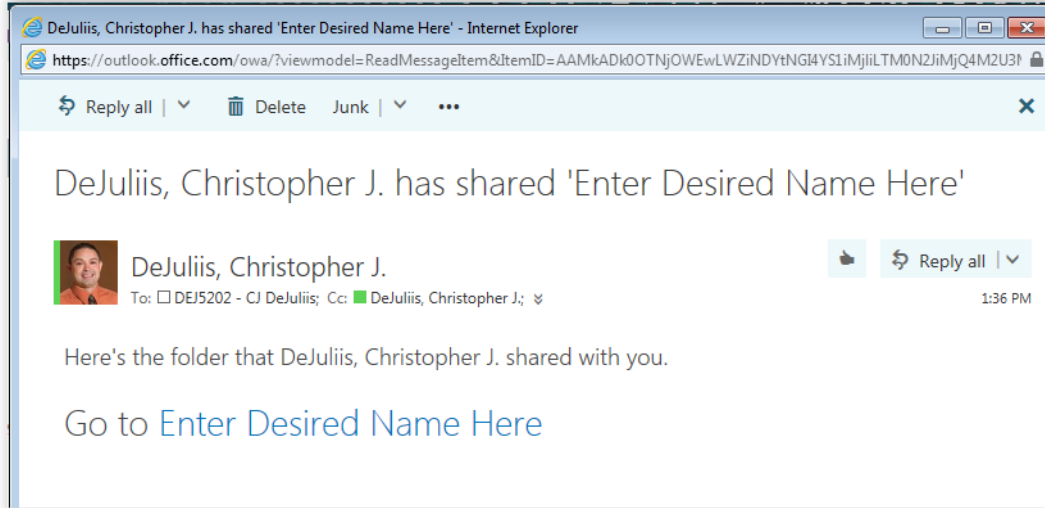 DeJuliis, Christopher J. has shared 'Enter Desired Name Here' - Internet Explorer
https://outlook.office.com/owa/?viewmodel=ReadMessageItem&ItemID=
Reply all | Delete Junk | •••
DeJuliis, Christopher J. has shared 'Enter Desired Name Here'
DeJuliis, Christopher J.
Reply all |
To: DEJ5202 - CJ DeJuliis; Cc: DeJuliis, Christopher J.;
1:36 PM
Here's the folder that DeJuliis, Christopher J. shared with you.
Go to Enter Desired Name Here